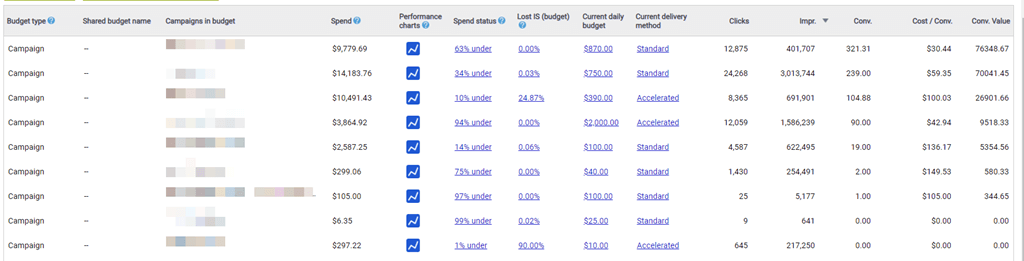 Budget type ? Shared budget name Campaigns in budget Spend ? Performance charts ? Spend status ? Lost IS (budget) ? Current daily budget Current delivery method Clicks Impr. ▼ Conv. Cost / Conv. Conv. Value
Campaign -- $9,779.69 63% under 0.00% $870.00 Standard 12,875 401,707 321.31 $30.44 76348.67
Campaign -- $14,183.76 34% under 0.03% $750.00 Standard 24,268 3,013,744 239.00 $59.35 70041.45
Campaign -- $10,491.43 10% under 24.87% $390.00 Accelerated 8,365 691,901 104.88 $100.03 26901.66
Campaign -- $3,864.92 94% under 0.00% $2,000.00 Accelerated 12,059 1,586,239 90.00 $42.94 9518.33
Campaign -- $2,587.25 14% under 0.06% $100.00 Standard 4,587 622,495 19.00 $136.17 5354.56
Campaign -- $299.06 75% under 0.00% $40.00 Standard 1,430 254,491 2.00 $149.53 580.33
Campaign -- $105.00 97% under 0.00% $100.00 Standard 25 5,177 1.00 $105.00 344.65
Campaign -- $6.35 99% under 0.02% $25.00 Standard 9 641 0.00 $0.00 0.00
Campaign -- $297.22 1% under 90.00% $10.00 Accelerated 645 217,250 0.00 $0.00 0.00